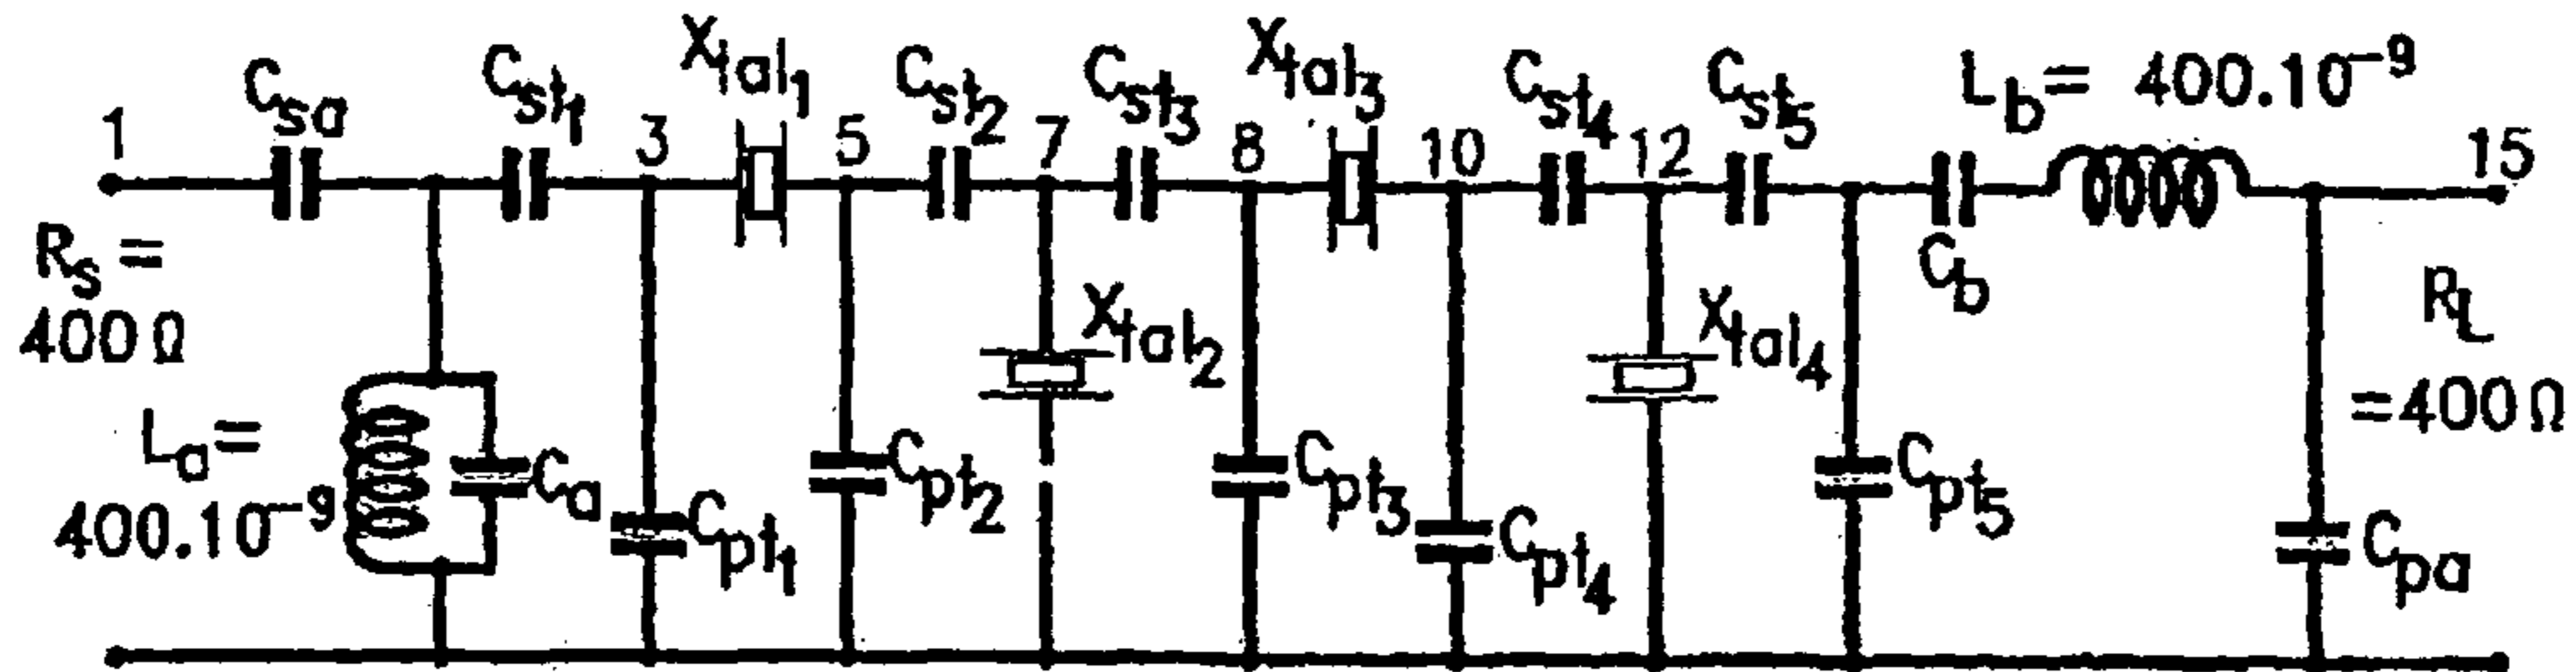 1
C_sa
C_st1
3
X_tal1
5
C_st2
7
C_st3
8
X_tal3
10
C_st4
12
C_st5
L_b = 400.10^-9
15
R_s =
400 Ω
L_a =
400.10^-9
C_a
C_pt1
C_pt2
X_tal2
C_pt3
C_pt4
X_tal4
C_pt5
C_b
R_L
=400 Ω
C_pa